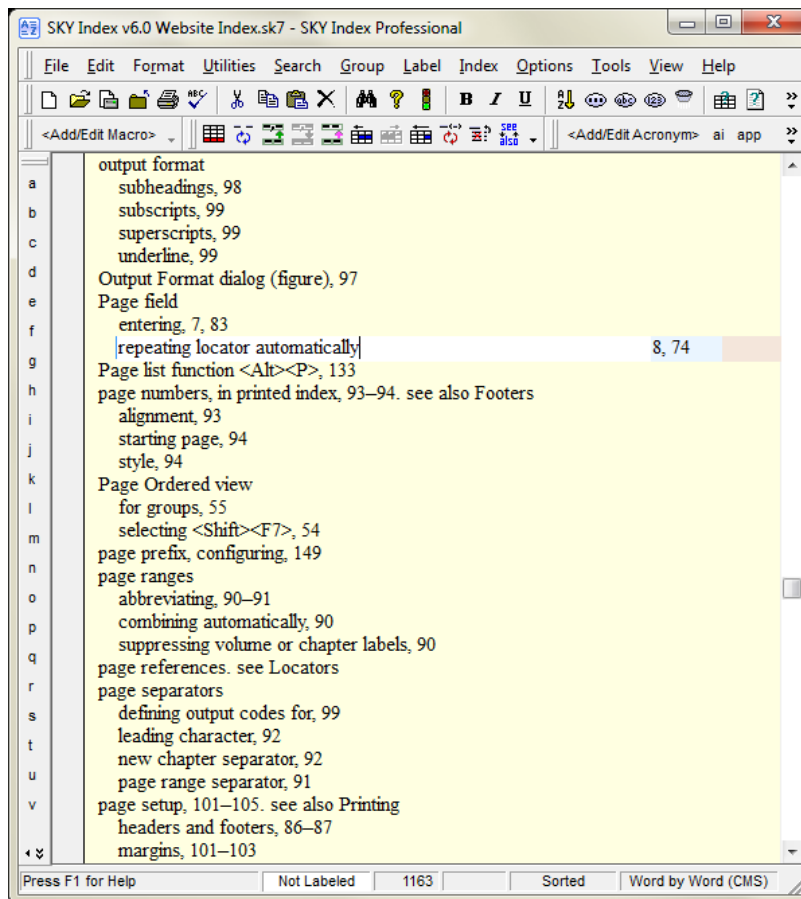 SKY Index v6.0 Website Index.sk7 - SKY Index Professional
File Edit Format Utilities Search Group Label Index Options Tools View Help
B I U
<Add/Edit Macro> see also <Add/Edit Acronym> ai app
output format
a subheadings, 98
b subscripts, 99
superscripts, 99
c underline, 99
d Output Format dialog (figure), 97
e Page field
f entering, 7, 83
repeating locator automatically 8, 74
g Page list function <Alt><P>, 133
h page numbers, in printed index, 93–94. see also Footers
i alignment, 93
starting page, 94
j style, 94
k Page Ordered view
l for groups, 55
m selecting <Shift><F7>, 54
page prefix, configuring, 149
n page ranges
o abbreviating, 90–91
p combining automatically, 90
suppressing volume or chapter labels, 90
q page references. see Locators
r page separators
s defining output codes for, 99
t leading character, 92
new chapter separator, 92
u page range separator, 91
v page setup, 101–105. see also Printing
headers and footers, 86–87
margins, 101–103
Press F1 for Help Not Labeled 1163 Sorted Word by Word (CMS)